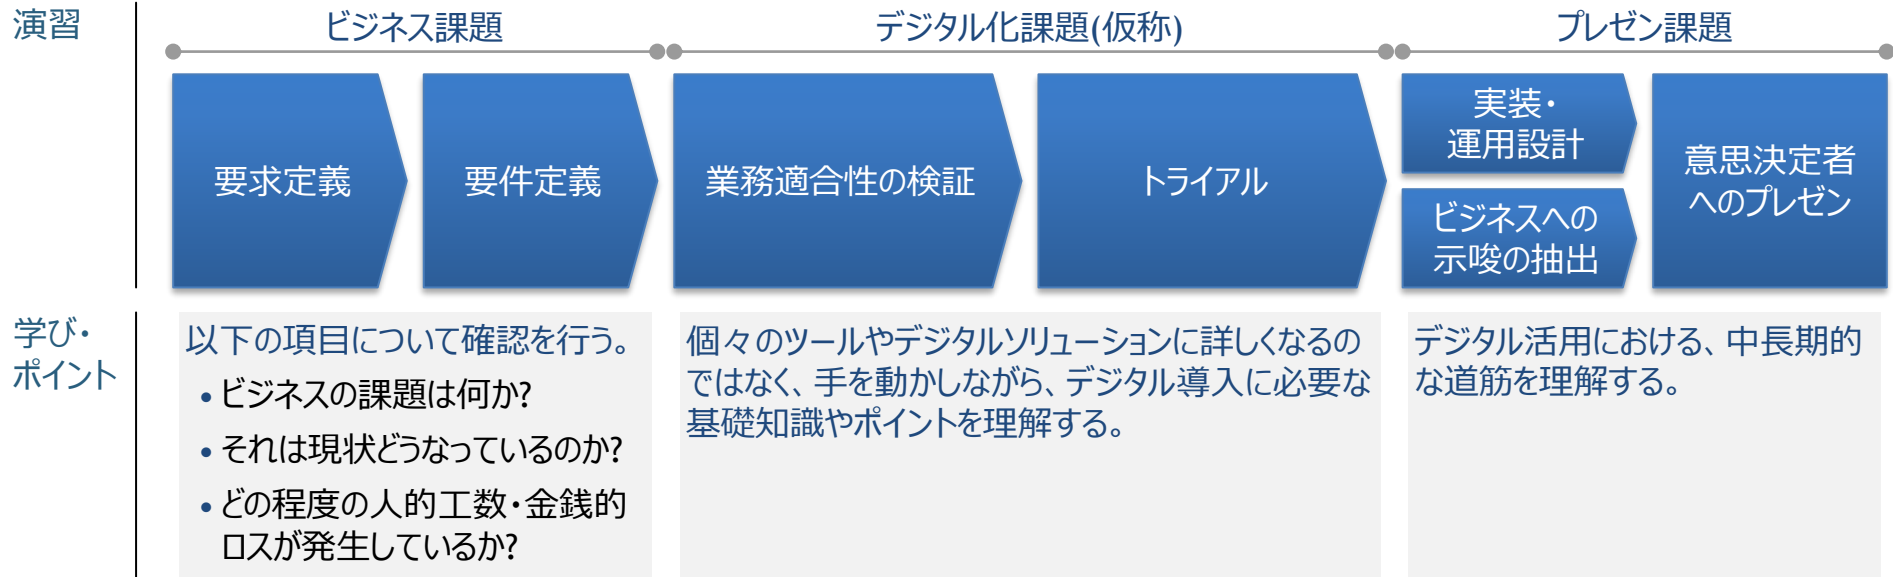 演習
ビジネス課題
デジタル化課題(仮称)
プレゼン課題
要求定義
要件定義
業務適合性の検証
トライアル
実装・
運用設計
ビジネスへの
示唆の抽出
意思決定者
へのプレゼン
学び・
ポイント
以下の項目について確認を行う。
• ビジネスの課題は何か?
• それは現状どうなっているのか?
• どの程度の人的工数・金銭的
ロスが発生しているか?
個々のツールやデジタルソリューションに詳しくなるの
ではなく、手を動かしながら、デジタル導入に必要な
基礎知識やポイントを理解する。
デジタル活用における、中長期的
な道筋を理解する。